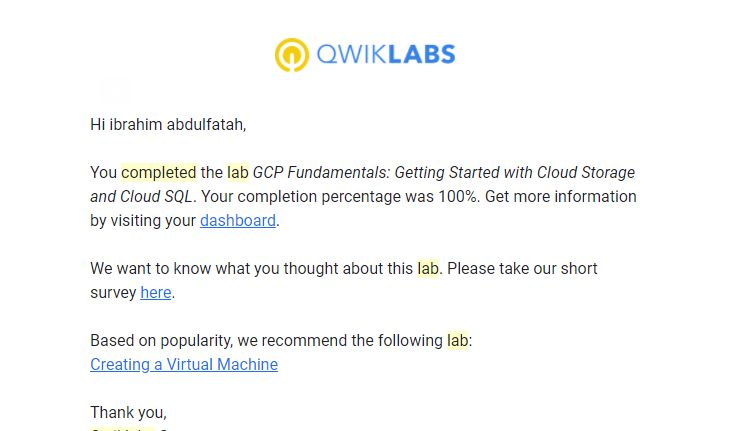 QWIKLABS
Hi ibrahim abdulfatah,
You completed the lab GCP Fundamentals: Getting Started with Cloud Storage
and Cloud SQL. Your completion percentage was 100%. Get more information
by visiting your dashboard.
We want to know what you thought about this lab. Please take our short
survey here.
Based on popularity, we recommend the following lab:
Creating a Virtual Machine
Thank you,